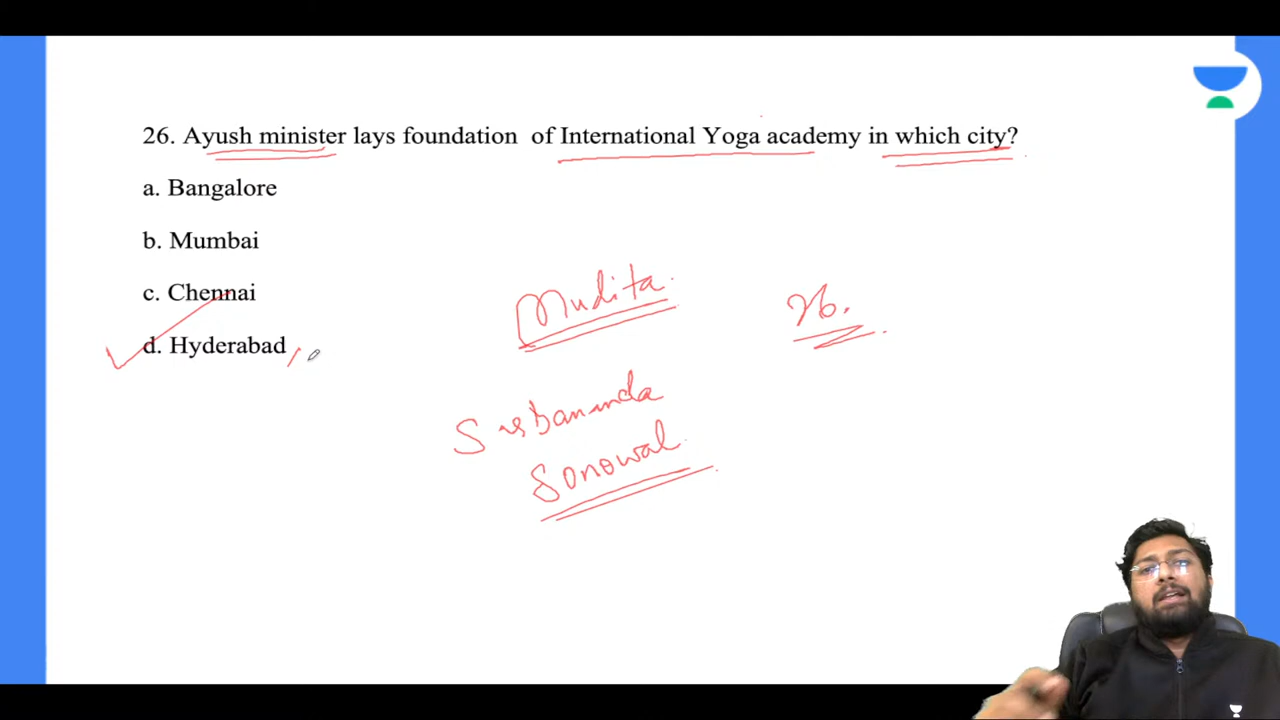 26. Ayush minister lays foundation of International Yoga academy in which city?
a. Bangalore
b. Mumbai
c. Chennai
Mudita
26.
d. Hyderabad
Sarbananda
Sonowal